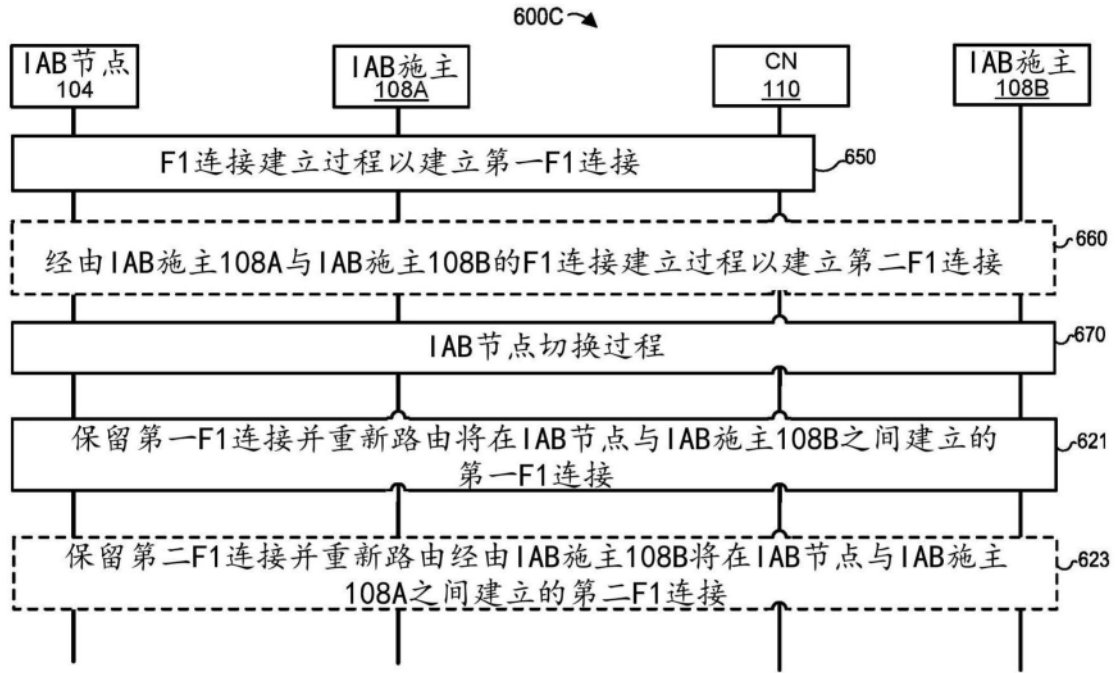 600C
IAB节点
104
IAB施主
108A
CN
110
IAB施主
108B
F1连接建立过程以建立第一F1连接
650
经由IAB施主108A与IAB施主108B的F1连接建立过程以建立第二F1连接
660
IAB节点切换过程
670
保留第一F1连接并重新路由将在IAB节点与IAB施主108B之间建立的
第一F1连接
621
保留第二F1连接并重新路由经由IAB施主108B将在IAB节点与IAB施主
108A之间建立的第二F1连接
623